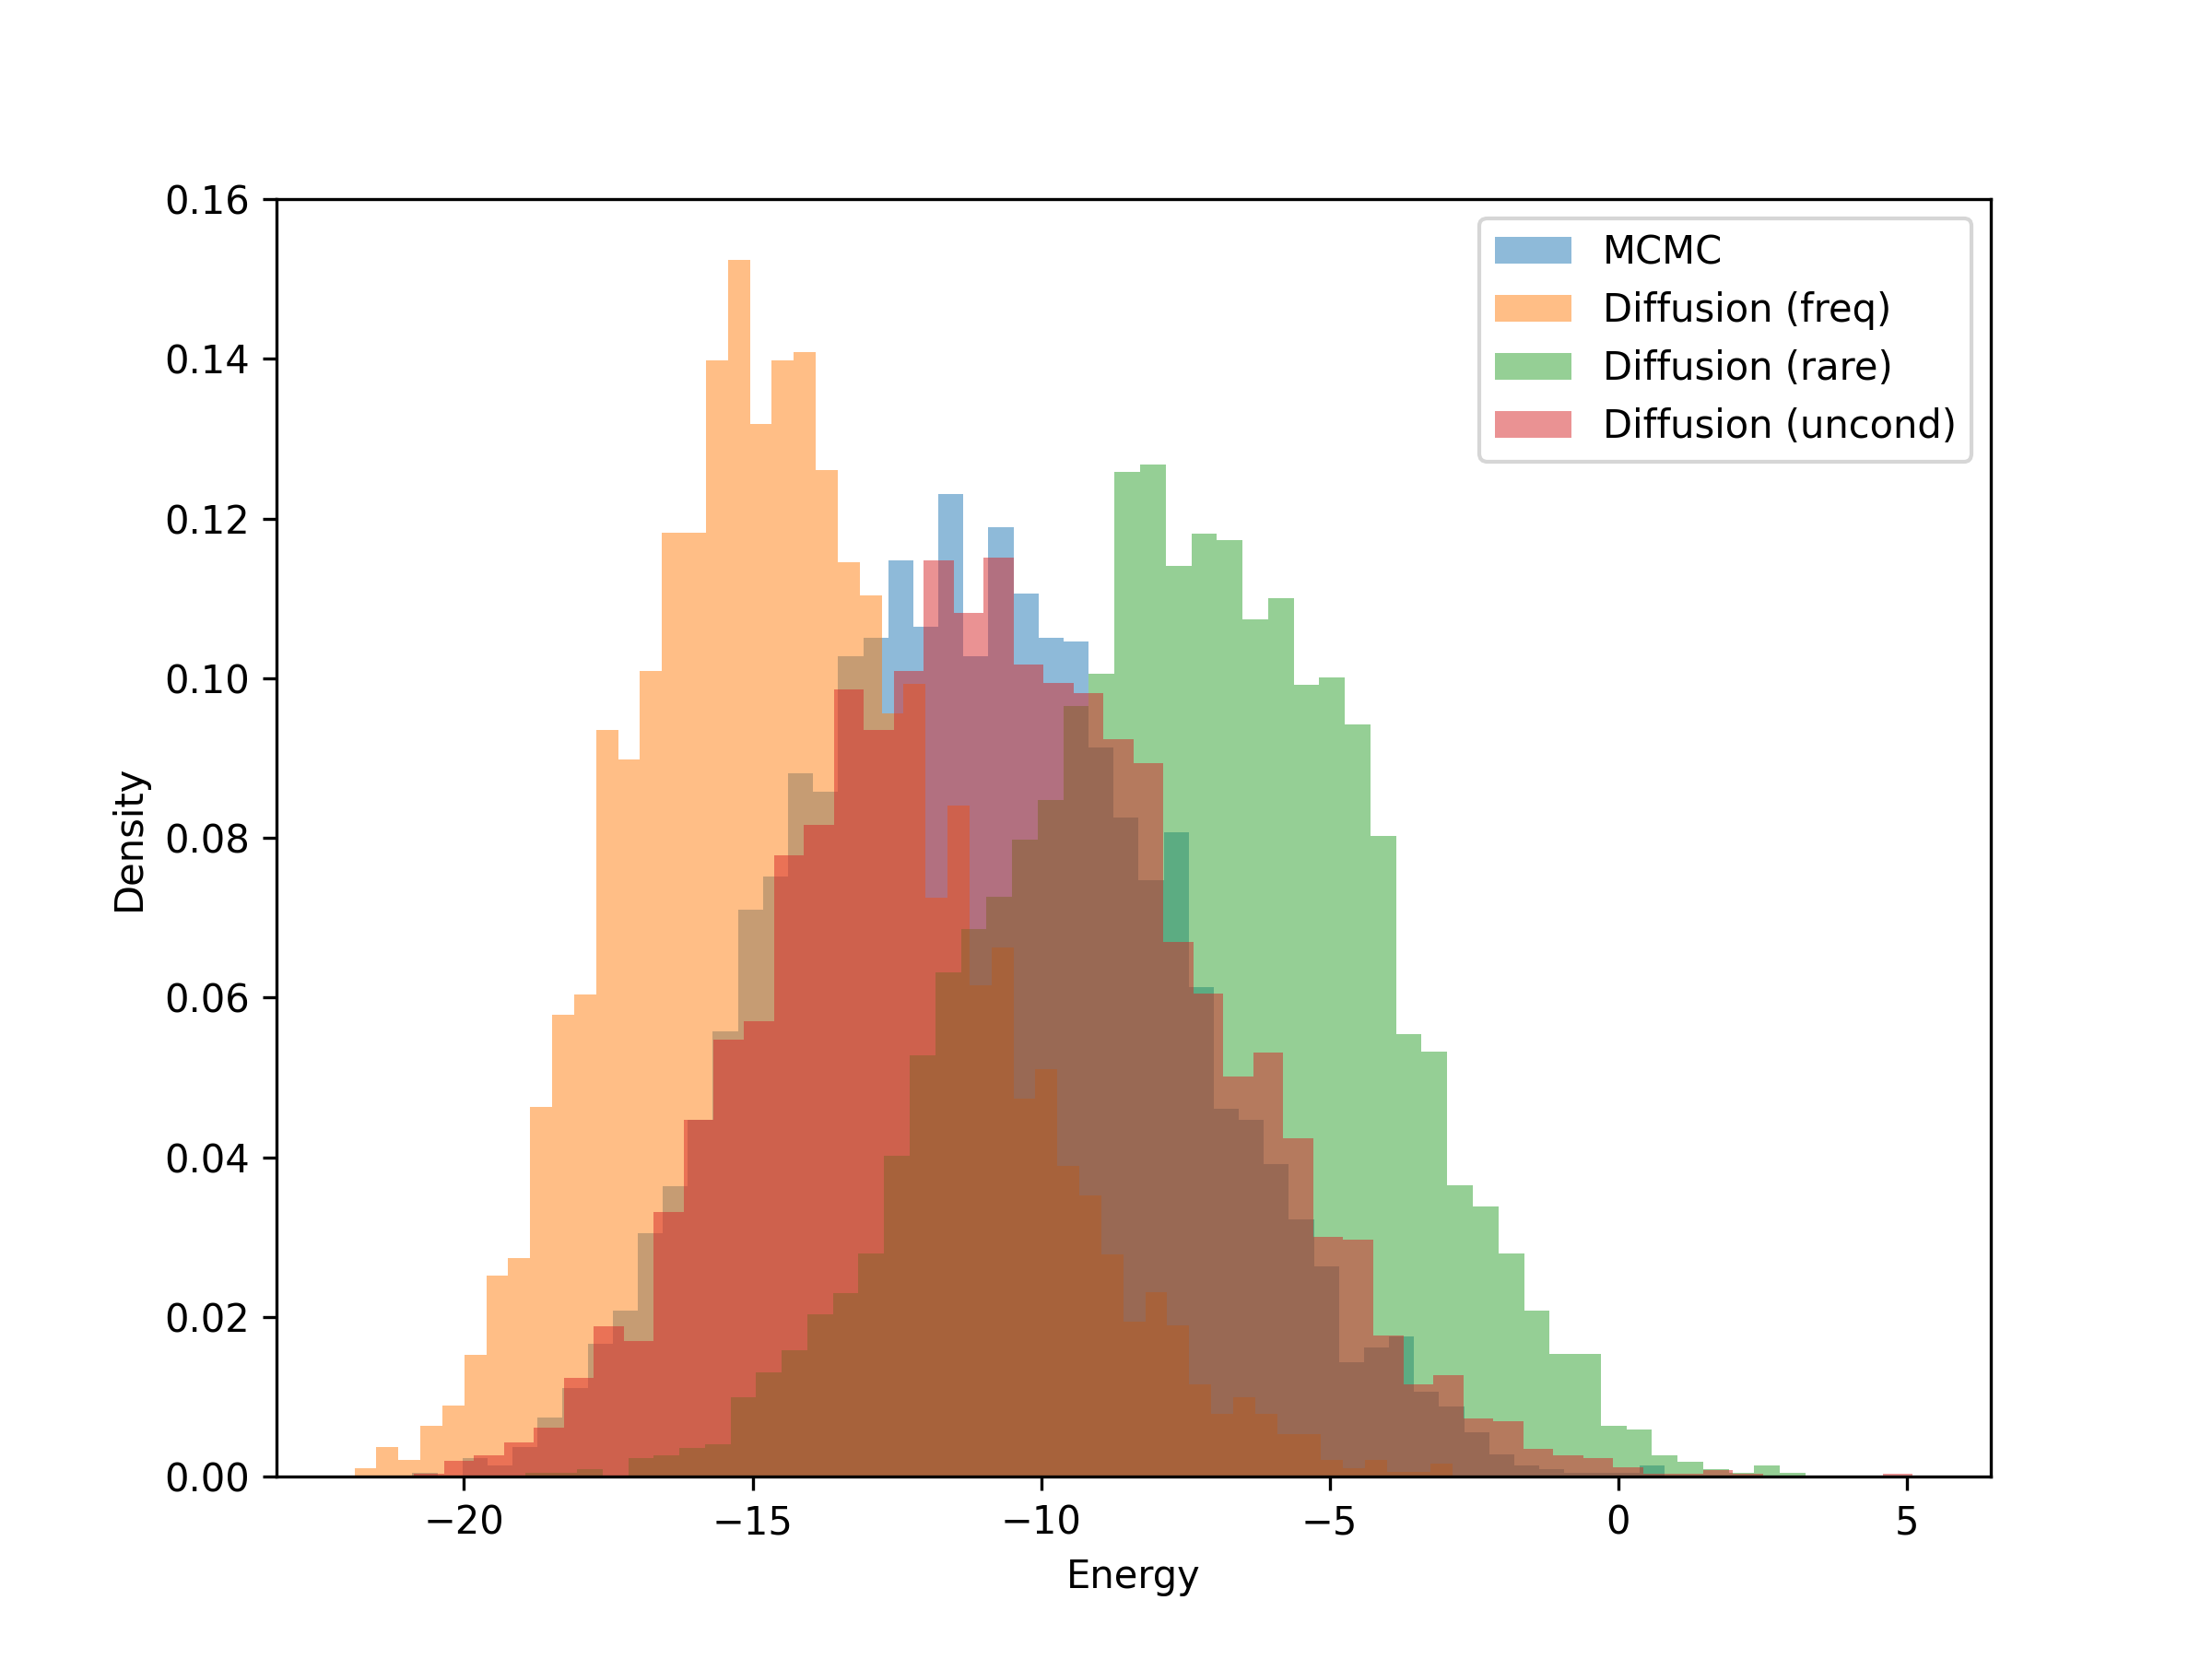 0.16
0.14
0.12
0.10
0.08
0.06
0.04
0.02
0.00
Density
MCMC
Diffusion (freq)
Diffusion (rare)
Diffusion (uncond)
−20 −15 −10 −5 0 5
Energy